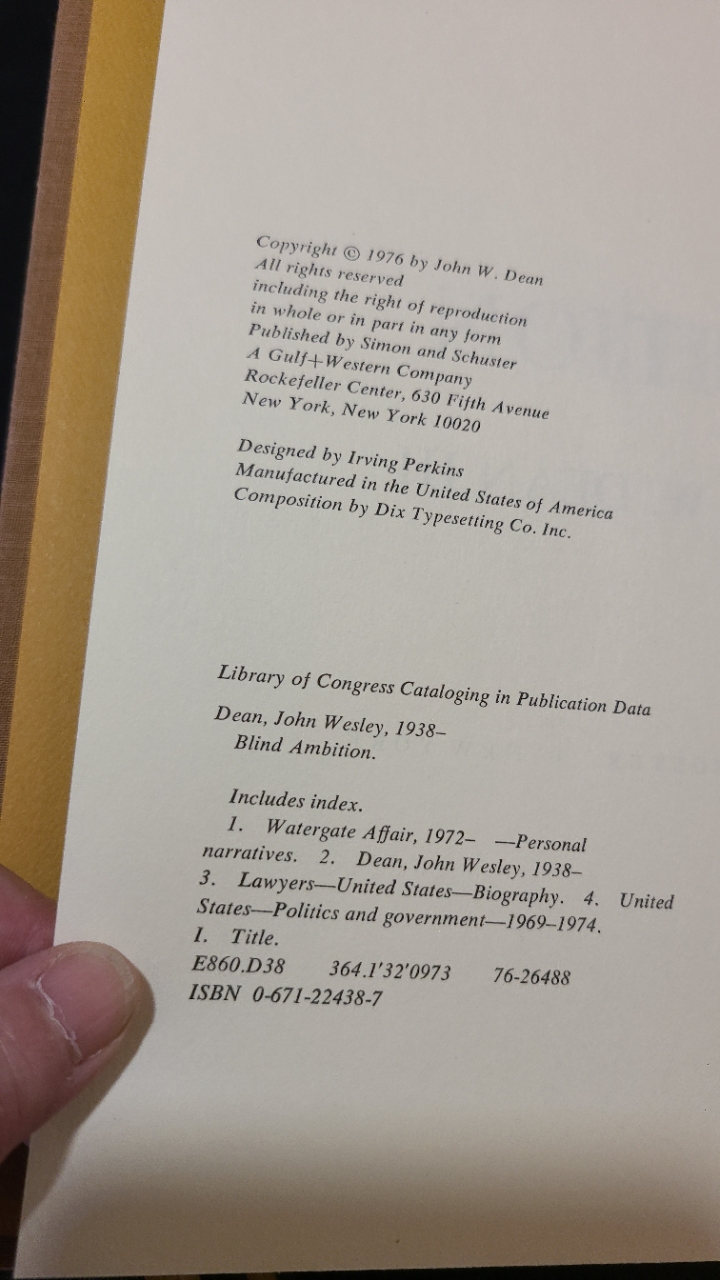 Copyright © 1976 by John W. Dean
All rights reserved
including the right of reproduction
in whole or in part in any form
Published by Simon and Schuster
A Gulf+Western Company
Rockefeller Center, 630 Fifth Avenue
New York, New York 10020
Designed by Irving Perkins
Manufactured in the United States of America
Composition by Dix Typesetting Co. Inc.
Library of Congress Cataloging in Publication Data
Dean, John Wesley, 1938–
Blind Ambition.
Includes index.
1. Watergate Affair, 1972– —Personal
narratives. 2. Dean, John Wesley, 1938–
3. Lawyers—United States—Biography. 4. United
States—Politics and government—1969–1974.
I. Title.
E860.D38 364.1'32'0973 76-26488
ISBN 0-671-22438-7